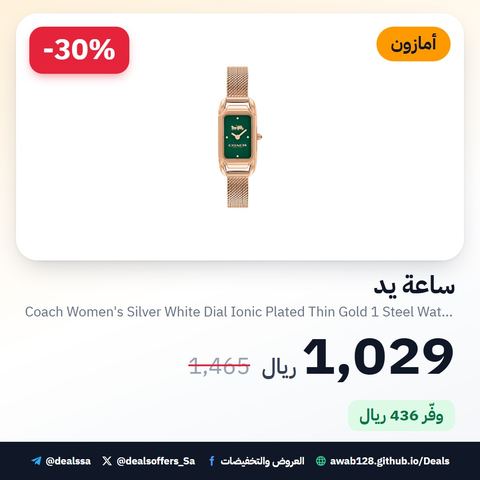 -30%
أمازون
COACH
ساعة يد
Coach Women's Silver White Dial Ionic Plated Thin Gold 1 Steel Wat...
1,029 ريال 1,465
وفّر 436 ريال
@dealssa @dealsoffers_Sa العروض والتخفيضات awab128.github.io/Deals